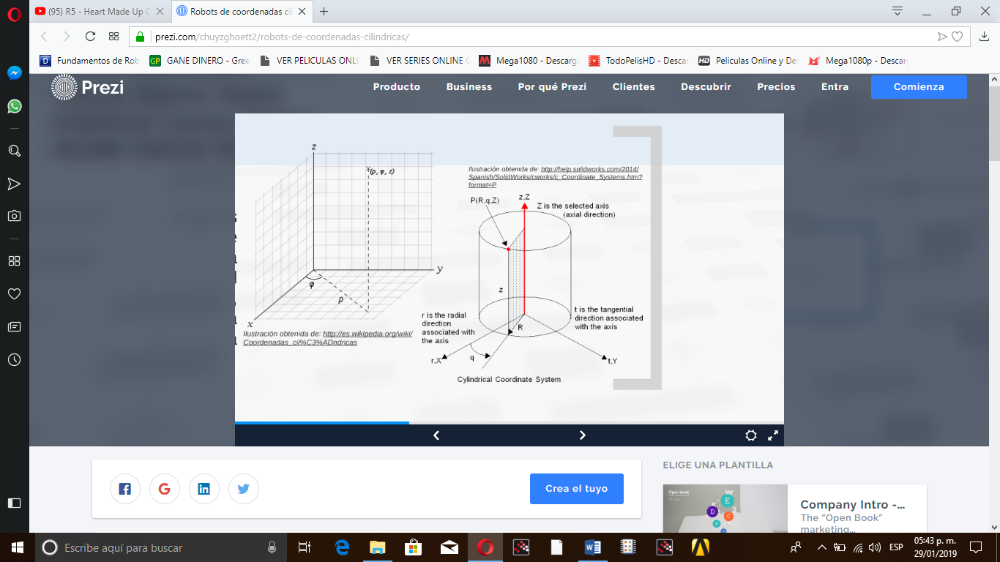 (95) R5 - Heart Made Up
Robots de coordenadas cil
prezi.com/chuyzghoett2/robots-de-coordenadas-cilindricas/
Fundamentos de Rob
GANE DINERO - Gree
VER PELICULAS ONLI
VER SERIES ONLINE
Mega1080 - Descarga
TodoPelisHD - Descar
Peliculas Online y De
Mega1080p - Descar
Prezi
Producto
Business
Por qué Prezi
Clientes
Descubrir
Precios
Entra
Comienza
z
(ρ, φ, z)
y
φ
ρ
x
Ilustración obtenida de: http://es.wikipedia.org/wiki/
Coordenadas_cil%C3%ADndricas
Ilustración obtenida de: http://help.solidworks.com/2014/
Spanish/SolidWorks/cworks/c_Coordinate_Systems.htm?
format=P
P(R,q,Z)
z,Z
Z is the selected axis
(axial direction)
z
r is the radial
direction
associated with
the axis
R
t is the tangential
direction associated
with the axis
r,X
q
t,Y
Cylindrical Coordinate System
Crea el tuyo
ELIGE UNA PLANTILLA
Open book
W
E
D
C
Company Intro -...
The “Open Book”
marketing...
Escribe aquí para buscar
ESP
05:43 p. m.
29/01/2019